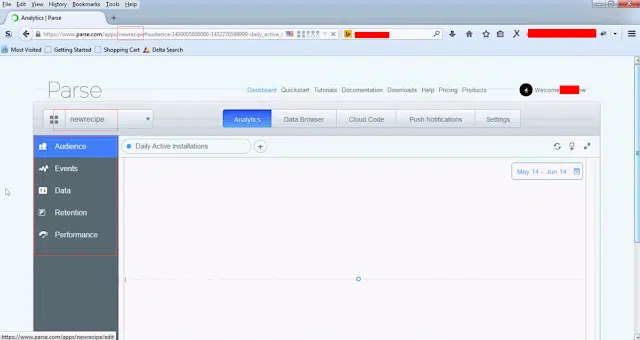 File Edit View History Bookmarks Tools Help
Analytics | Parse
https://www.parse.com/apps/newrecipe#audience-1400005800000-1402770599999-daily_active_i
Most Visited Getting Started Shopping Cart Delta Search
Parse
Dashboard Quickstart Tutorials Documentation Downloads Help Pricing Products
Welcome
newrecipe
Analytics Data Browser Cloud Code Push Notifications Settings
Audience
Daily Active Installations
Events
May 14 - Jun 14
Data
Retention
Performance
https://www.parse.com/apps/newrecipe/edit